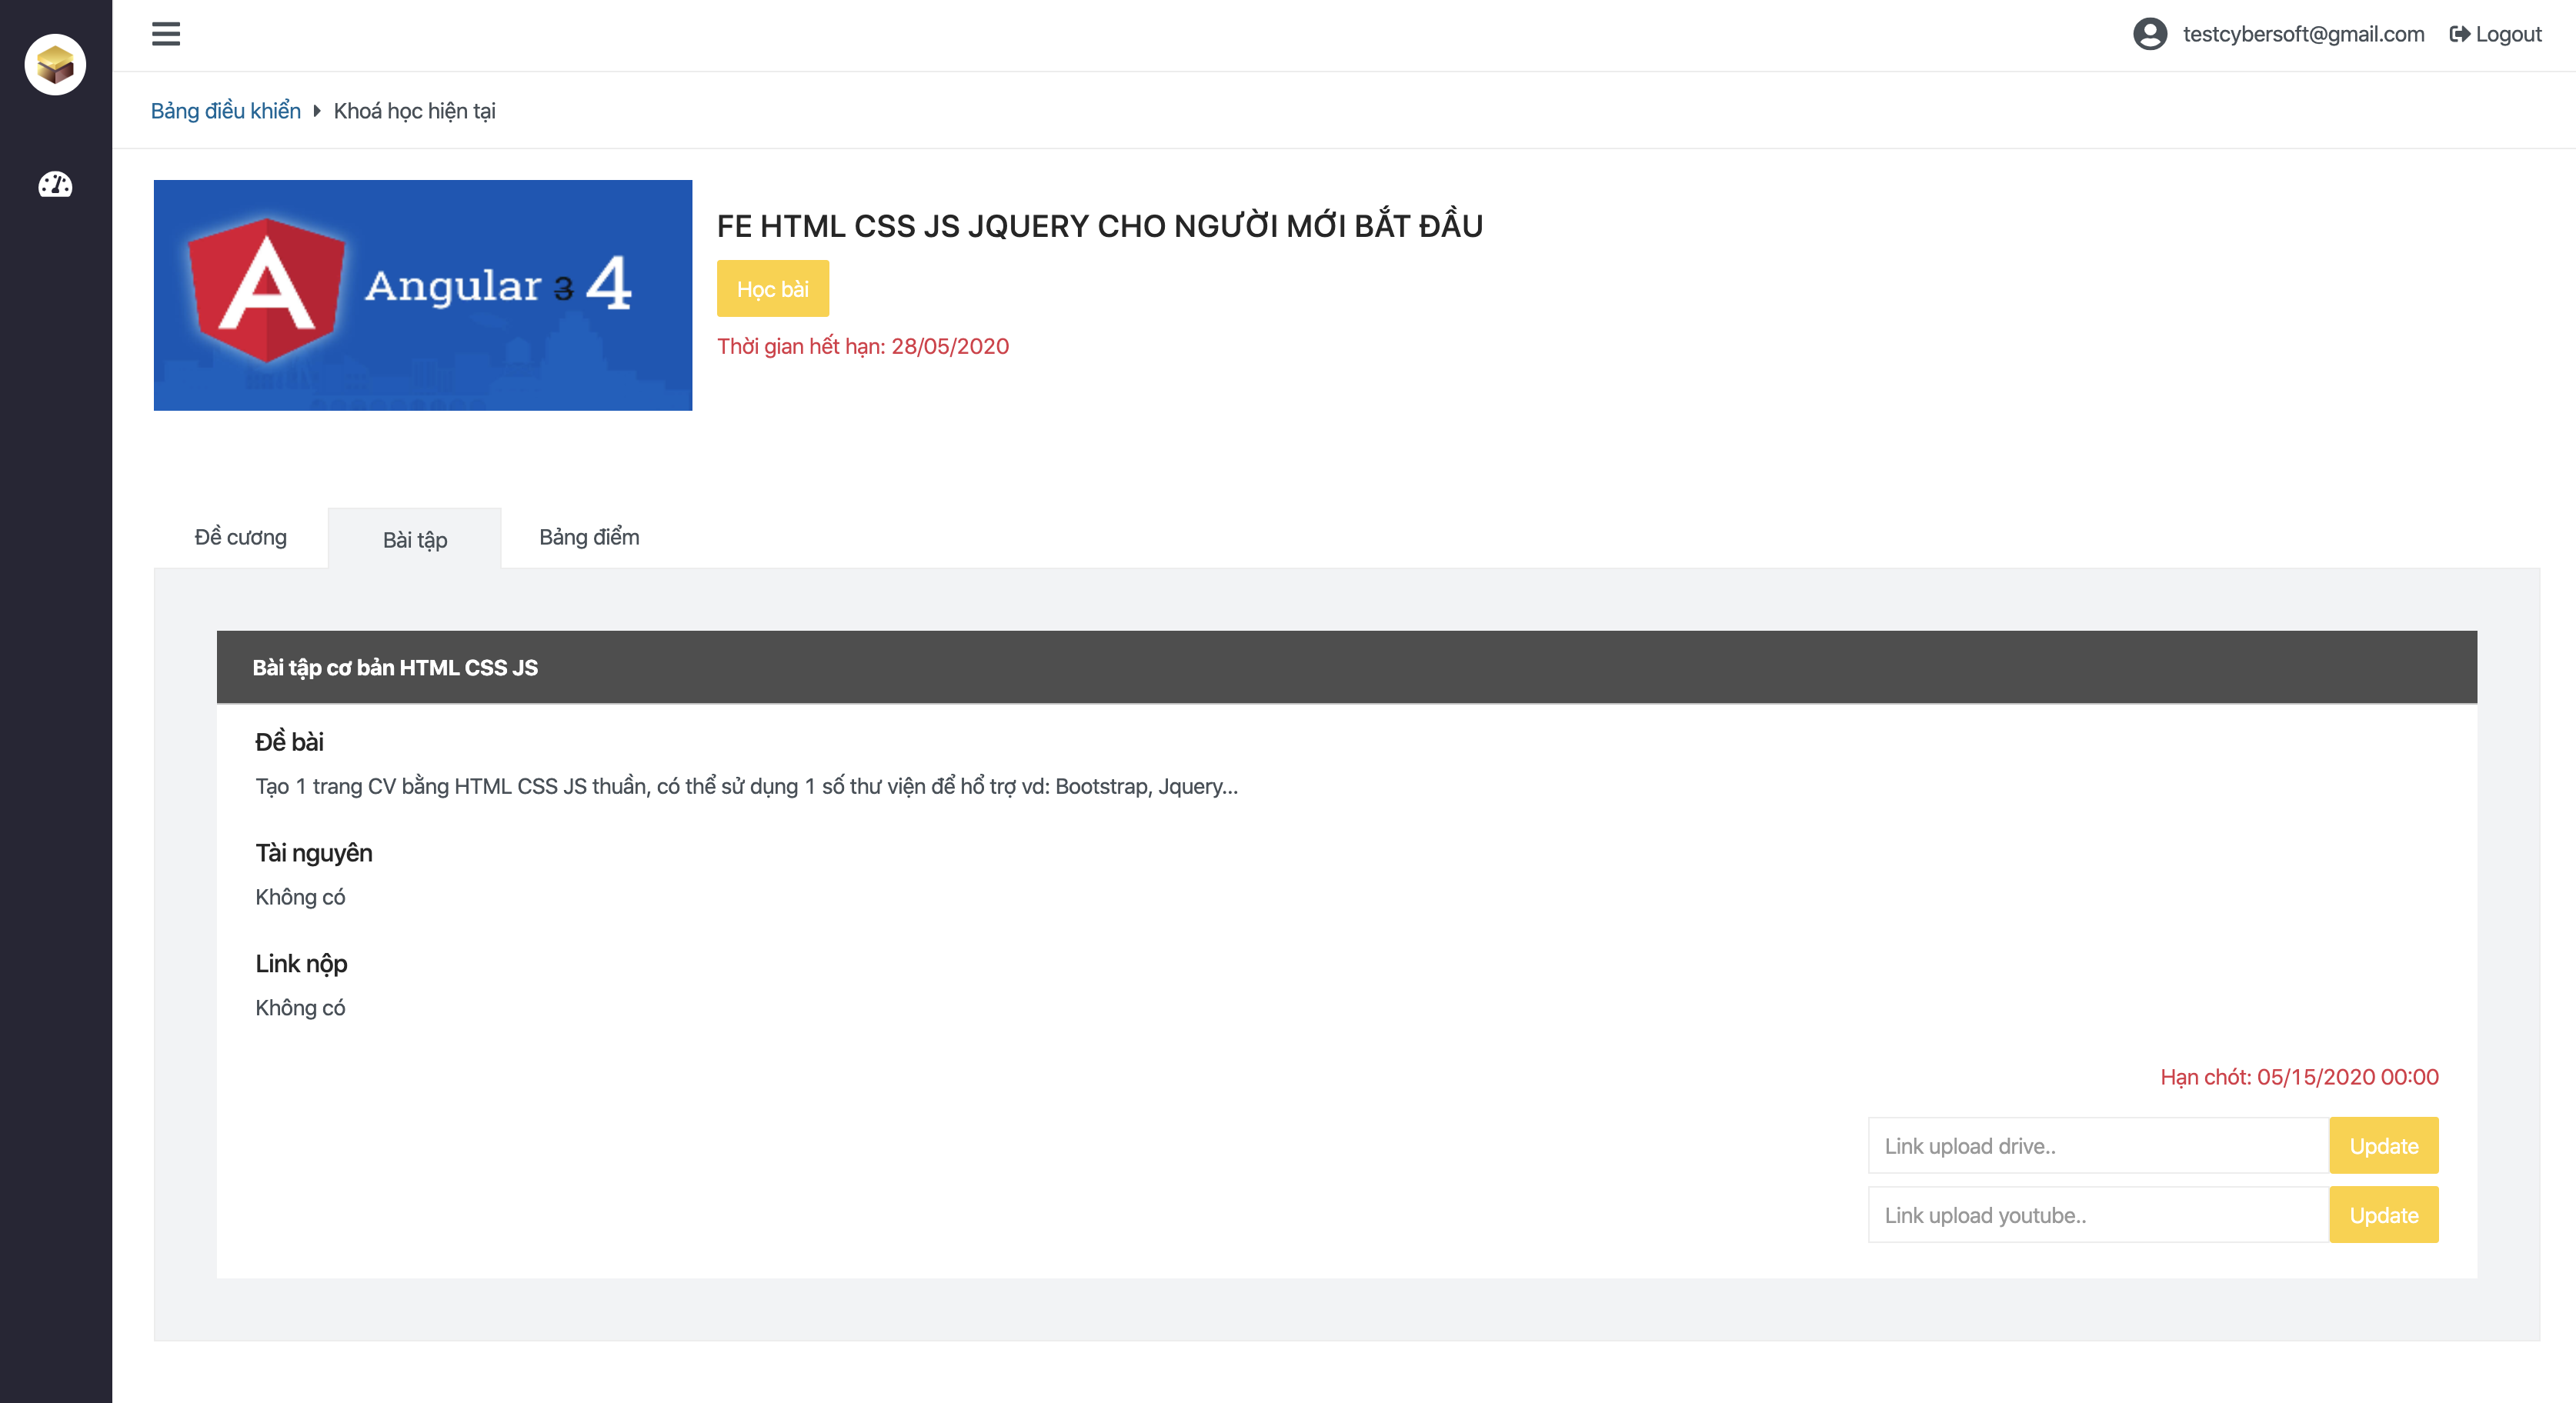 testcybersoft@gmail.com Logout
Bảng điều khiển Khoá học hiện tại
Angular 3 4
FE HTML CSS JS JQUERY CHO NGƯỜI MỚI BẮT ĐẦU
Học bài
Thời gian hết hạn: 28/05/2020
Đề cương Bài tập Bảng điểm
Bài tập cơ bản HTML CSS JS
Đề bài
Tạo 1 trang CV bằng HTML CSS JS thuần, có thể sử dụng 1 số thư viện để hổ trợ vd: Bootstrap, Jquery...
Tài nguyên
Không có
Link nộp
Không có
Hạn chót: 05/15/2020 00:00
Link upload drive.. Update
Link upload youtube.. Update